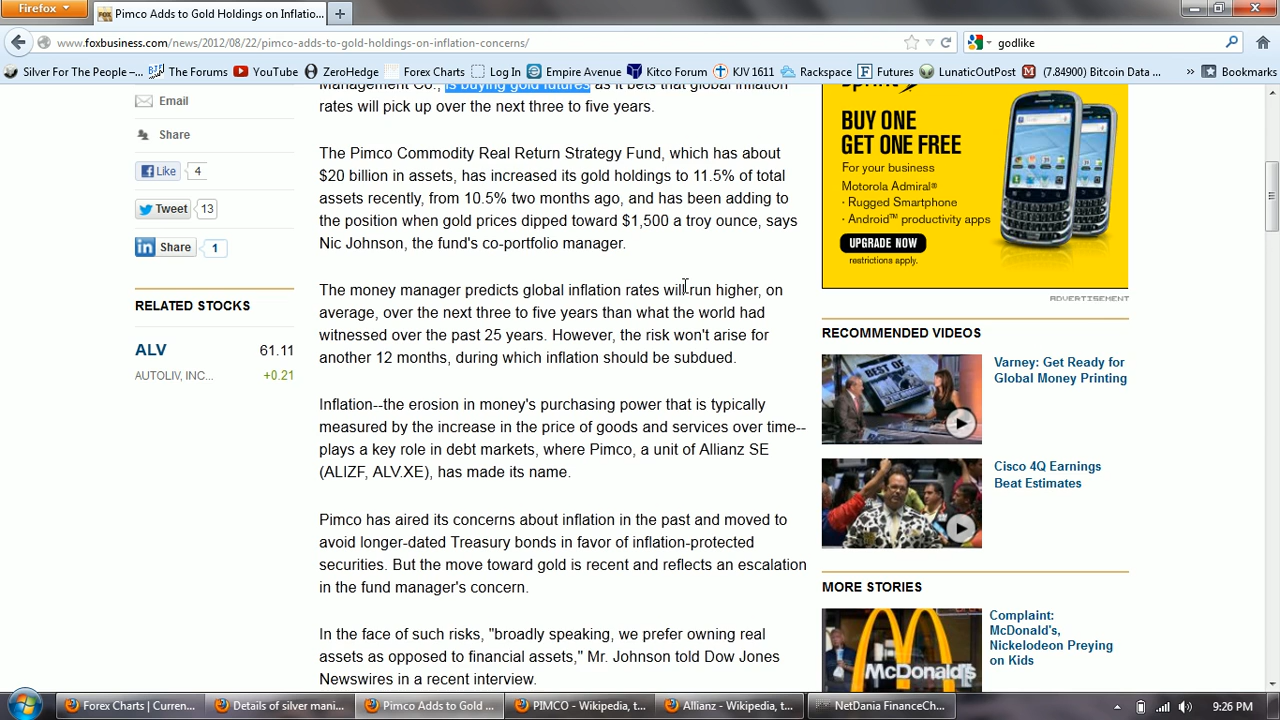 Firefox
Pimco Adds to Gold Holdings on Inflatio...
www.foxbusiness.com/news/2012/08/22/pimco-adds-to-gold-holdings-on-inflation-concerns/
godlike
Silver For The People –...
The Forums
YouTube
ZeroHedge
Forex Charts
Log In
Empire Avenue
Kitco Forum
KJV 1611
Rackspace
Futures
LunaticOutPost
(7.84900) Bitcoin Data ...
»
Bookmarks
Email
Share
Like
4
Tweet
13
Share
1
RELATED STOCKS
ALV 61.11
AUTOLIV, INC... +0.21
Management Co., is buying gold futures as it bets that global inflation
rates will pick up over the next three to five years.
The Pimco Commodity Real Return Strategy Fund, which has about
$20 billion in assets, has increased its gold holdings to 11.5% of total
assets recently, from 10.5% two months ago, and has been adding to
the position when gold prices dipped toward $1,500 a troy ounce, says
Nic Johnson, the fund's co-portfolio manager.
The money manager predicts global inflation rates will run higher, on
average, over the next three to five years than what the world had
witnessed over the past 25 years. However, the risk won't arise for
another 12 months, during which inflation should be subdued.
Inflation--the erosion in money's purchasing power that is typically
measured by the increase in the price of goods and services over time--
plays a key role in debt markets, where Pimco, a unit of Allianz SE
(ALIZF, ALV.XE), has made its name.
Pimco has aired its concerns about inflation in the past and moved to
avoid longer-dated Treasury bonds in favor of inflation-protected
securities. But the move toward gold is recent and reflects an escalation
in the fund manager's concern.
In the face of such risks, "broadly speaking, we prefer owning real
assets as opposed to financial assets," Mr. Johnson told Dow Jones
Newswires in a recent interview.
Sprint
BUY ONE
GET ONE FREE
For your business
Motorola Admiral®
· Rugged Smartphone
· Android™ productivity apps
UPGRADE NOW
restrictions apply.
ADVERTISEMENT
RECOMMENDED VIDEOS
BEST OF
Varney: Get Ready for
Global Money Printing
Cisco 4Q Earnings
Beat Estimates
MORE STORIES
McDonald's
Complaint:
McDonald's,
Nickelodeon Preying
on Kids
Forex Charts | Curren...
Details of silver mani...
Pimco Adds to Gold ...
PIMCO - Wikipedia, t...
Allianz - Wikipedia, t...
NetDania FinanceCh...
9:26 PM